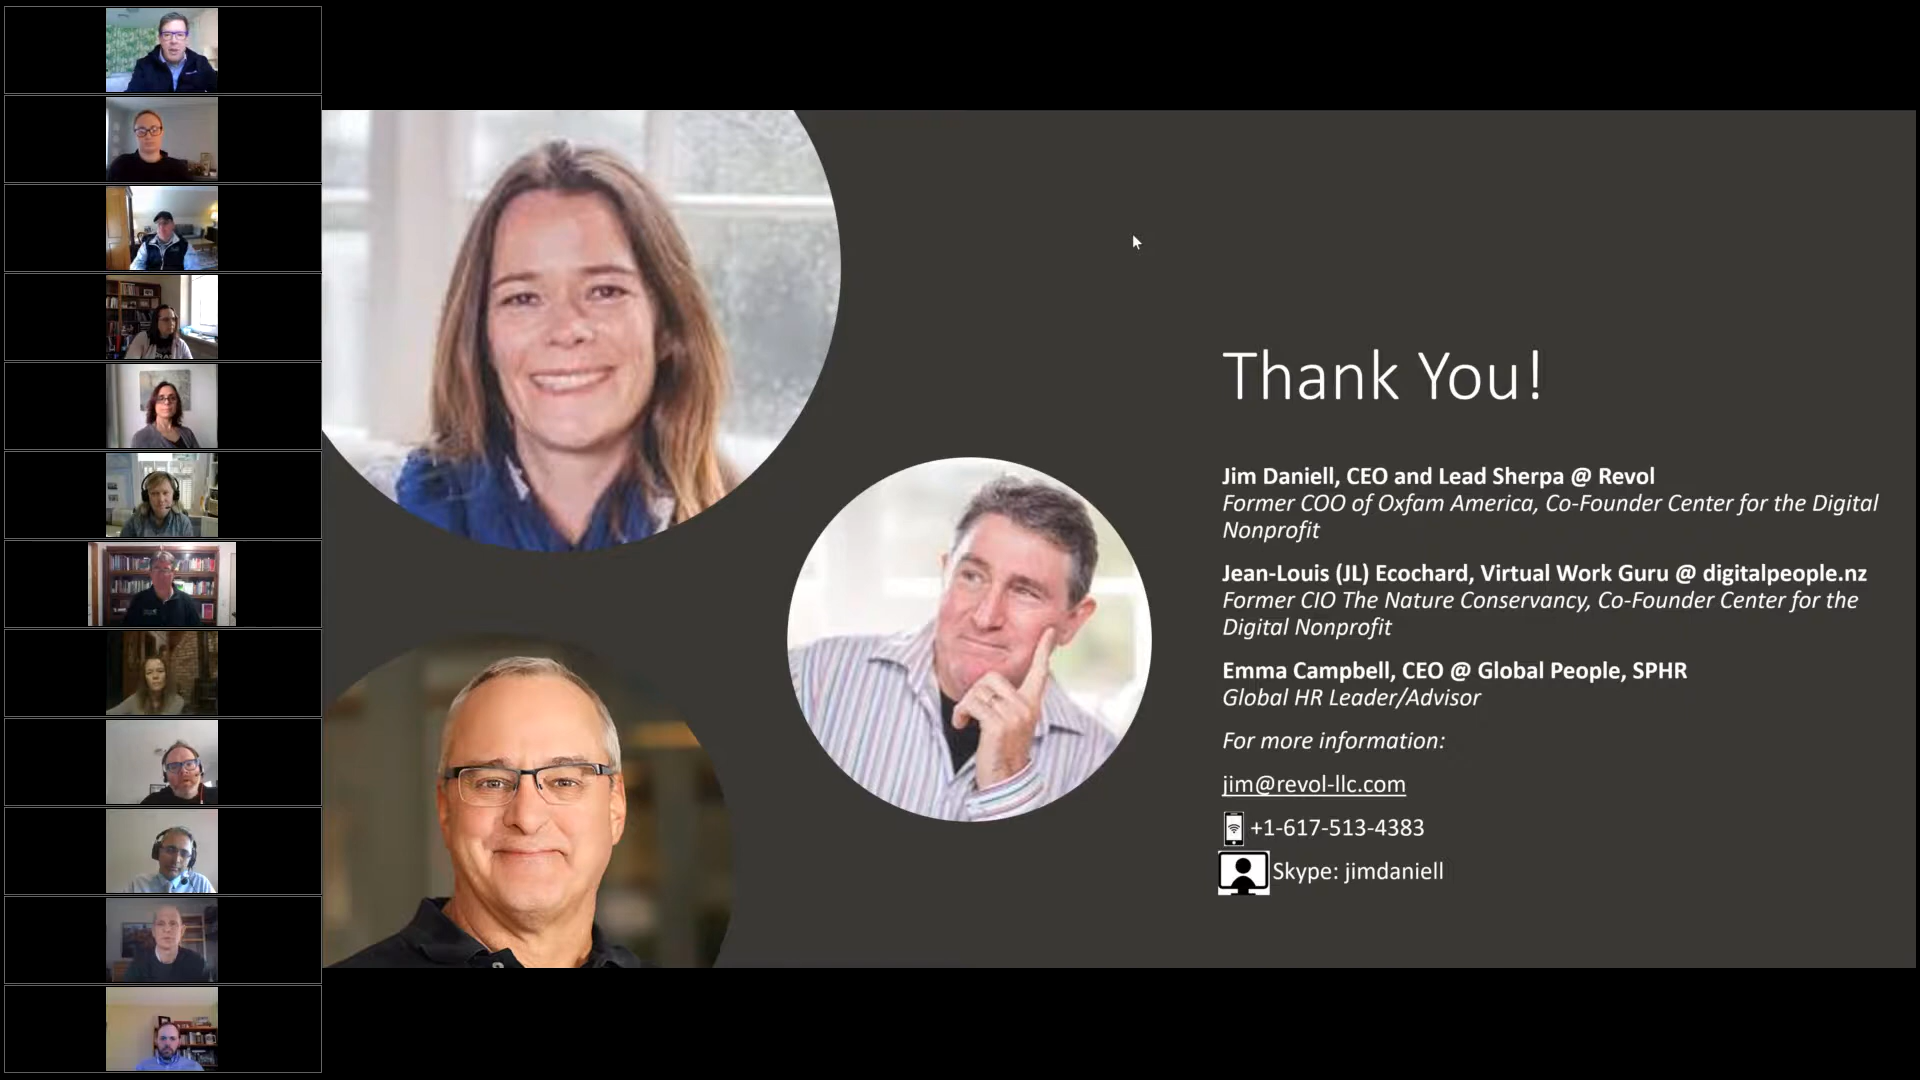 Thank You!
Jim Daniell, CEO and Lead Sherpa @ Revol
Former COO of Oxfam America, Co-Founder Center for the Digital
Nonprofit
Jean-Louis (JL) Ecochard, Virtual Work Guru @ digitalpeople.nz
Former CIO The Nature Conservancy, Co-Founder Center for the
Digital Nonprofit
Emma Campbell, CEO @ Global People, SPHR
Global HR Leader/Advisor
For more information:
jim@revol-llc.com
+1-617-513-4383
Skype: jimdaniell